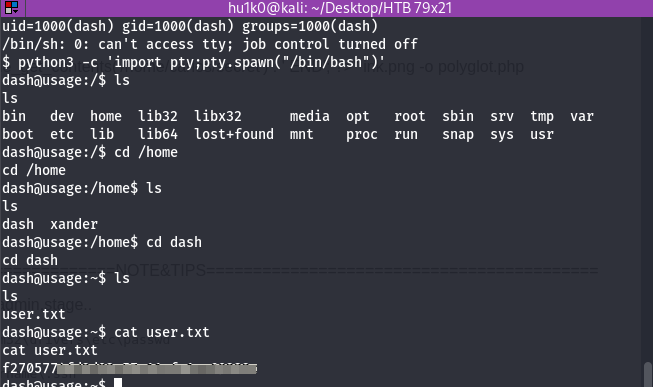 hu1k0@kali: ~/Desktop/HTB 79x21
uid=1000(dash) gid=1000(dash) groups=1000(dash)
/bin/sh: 0: can't access tty; job control turned off
$ python3 -c 'import pty;pty.spawn("/bin/bash")'
.png -o polyglot.php
dash@usage:/$ ls
ls
bin   dev  home  lib32  libx32      media  opt   root  sbin  srv  tmp  var
boot  etc  lib   lib64  lost+found  mnt    proc  run   snap  sys  usr
dash@usage:/$ cd /home
cd /home
dash@usage:/home$ ls
ls
dash  xander
dash@usage:/home$ cd dash
cd dash
==========NOTE&TIPS========================================
dash@usage:~$ ls
ls
user.txt
dash@usage:~$ cat user.txt
cat user.txt
f270577
dash@usage:~$